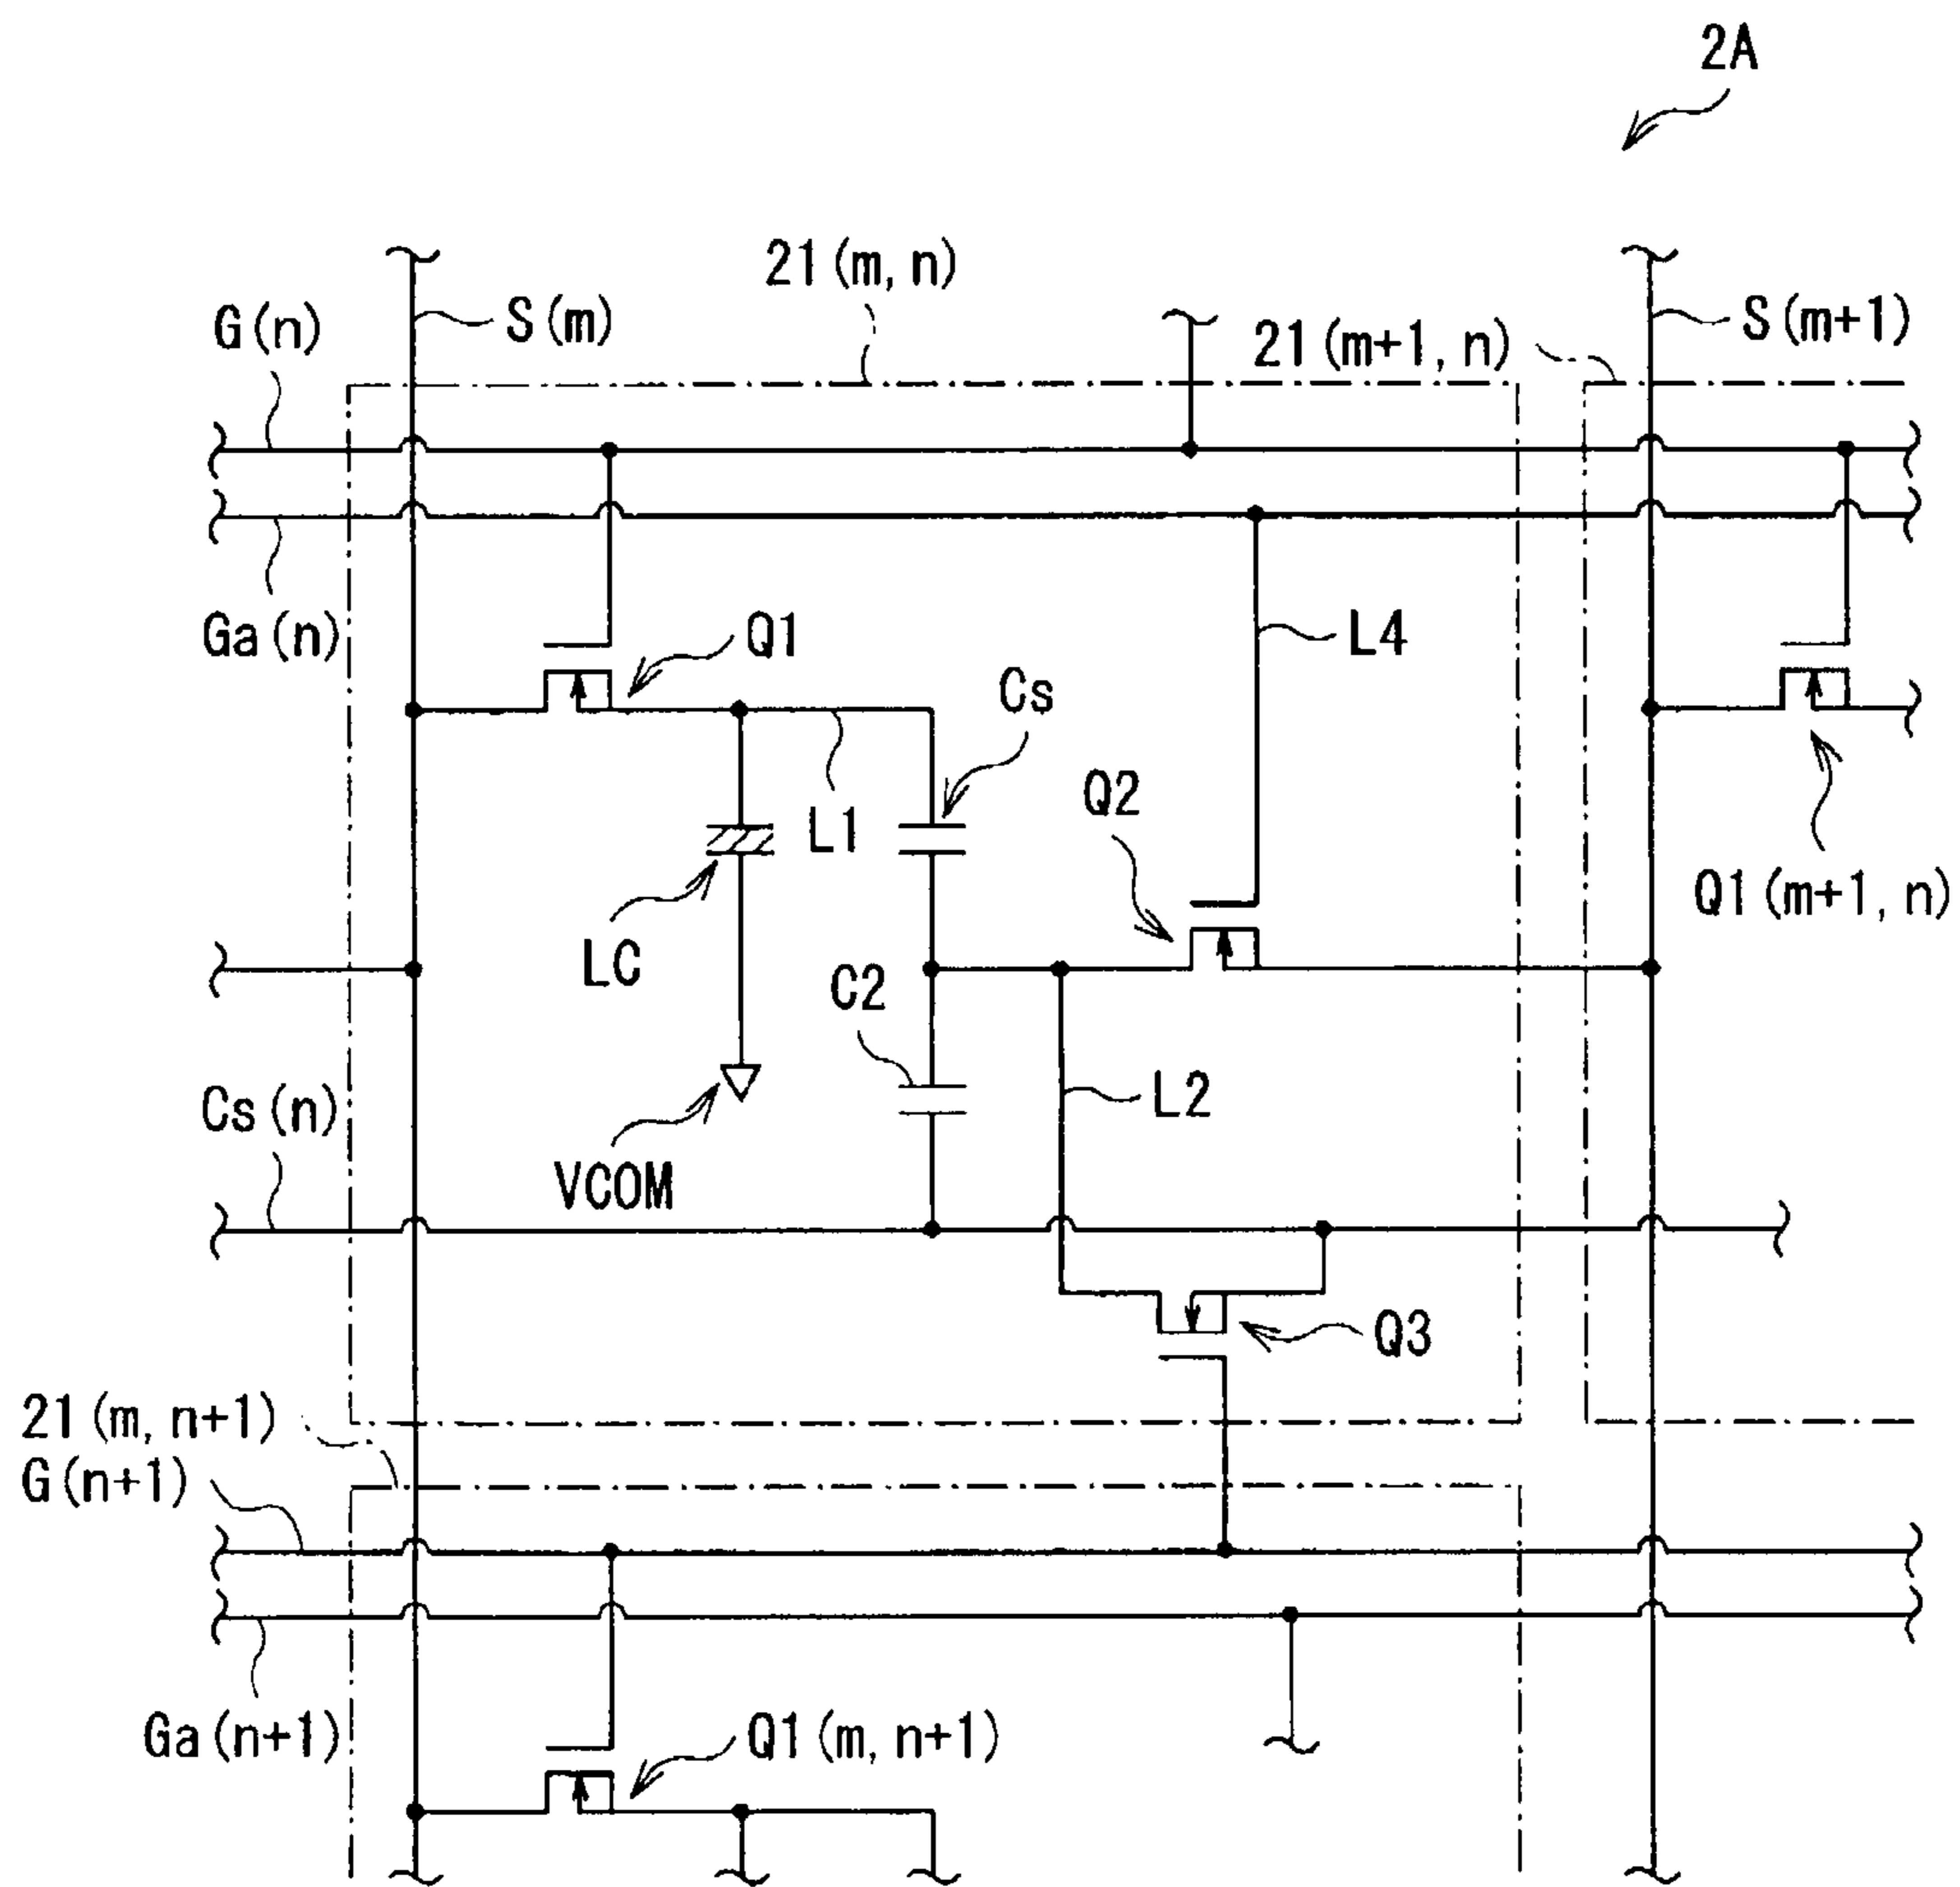 2A
21(m, n)
G(n)
S(m)
21(m+1, n)
S(m+1)
Ga(n)
Q1
L4
Cs
Q2
L1
Q1(m+1, n)
LC
C2
L2
Cs(n)
VCOM
Q3
21(m, n+1)
G(n+1)
Ga(n+1)
Q1(m, n+1)